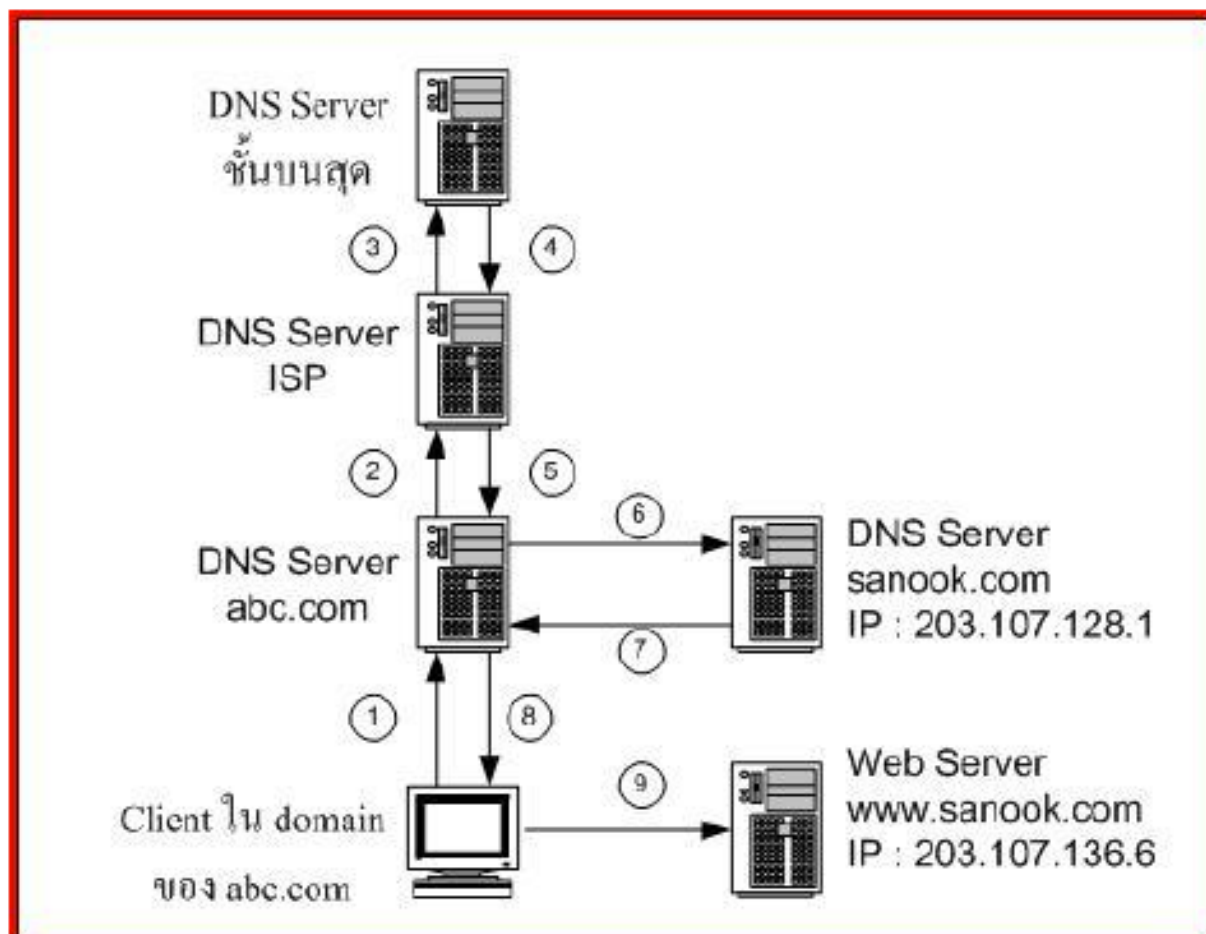 DNS Server
ชั้นบนสุด
3
4
DNS Server
ISP
2
5
6
DNS Server
abc.com
DNS Server
sanook.com
IP : 203.107.128.1
7
1
8
9
Client ใน domain
ของ abc.com
Web Server
www.sanook.com
IP : 203.107.136.6